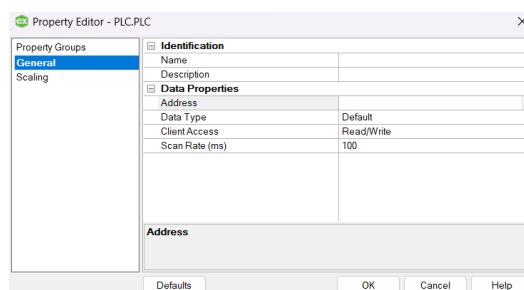 ex Property Editor - PLC.PLC
Property Groups
General
Scaling
Identification
Name
Description
Data Properties
Address
Data Type Default
Client Access Read/Write
Scan Rate (ms) 100
Address
Defaults OK Cancel Help